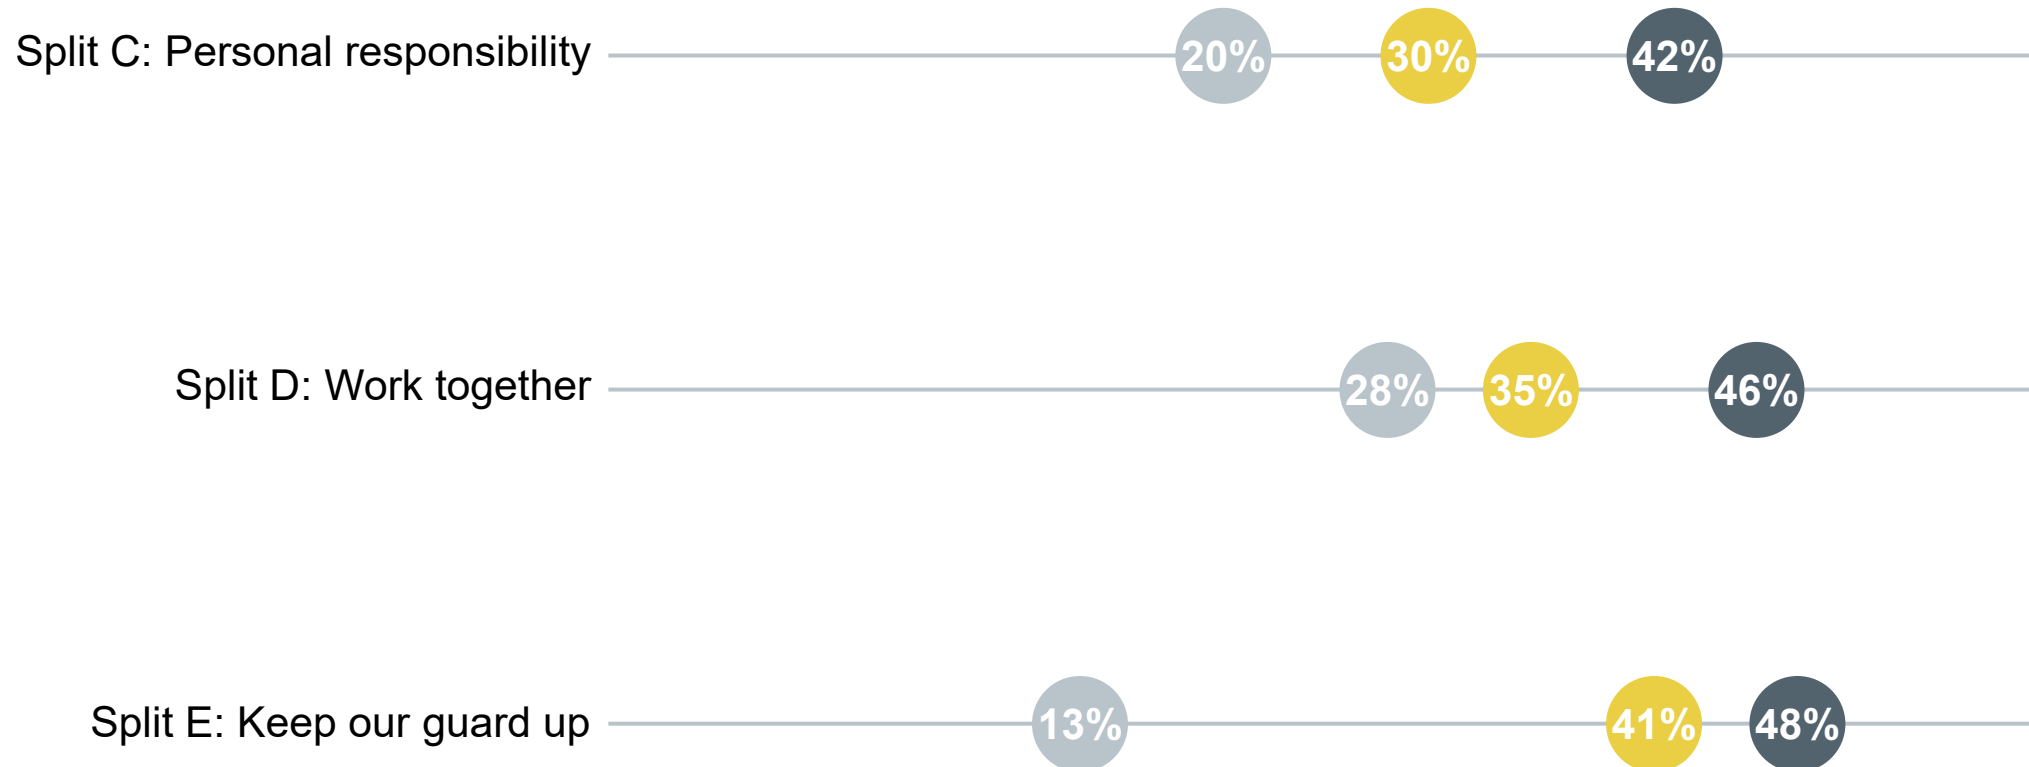 Split C: Personal responsibility 20% 30% 42%
Split D: Work together 28% 35% 46%
Split E: Keep our guard up 13% 41% 48%